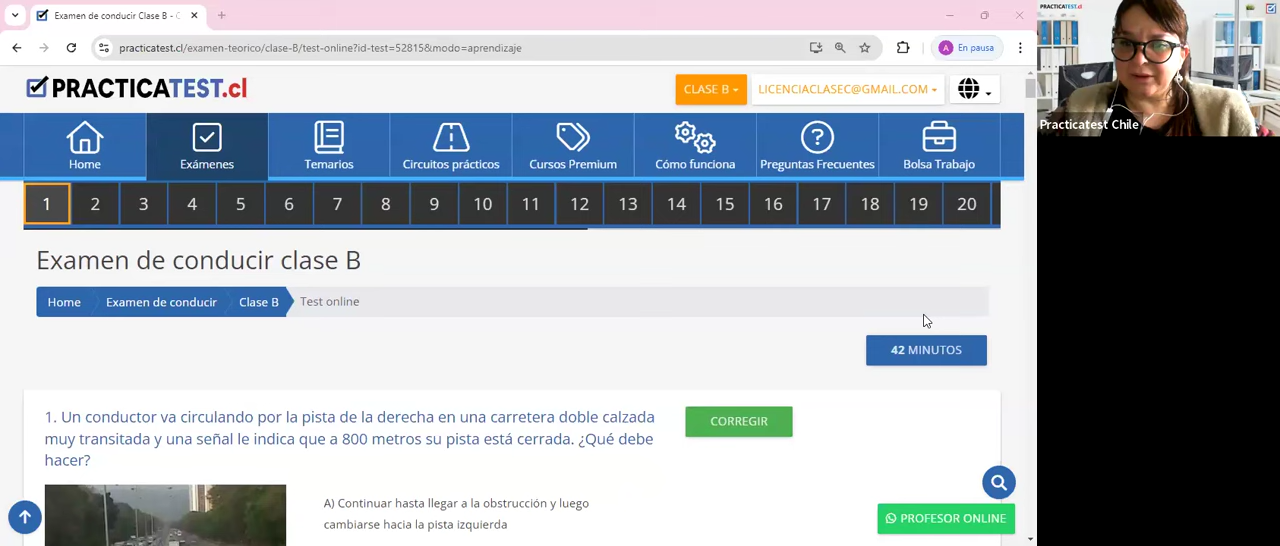 Examen de conducir Clase B - C
practicatest.cl/examen-teorico/clase-B/test-online?id-test=52815&modo=aprendizaje
A
En pausa
PRACTICATEST.cl
CLASE B
LICENCIACLASEC@GMAIL.COM
Home
Exámenes
Temarios
Circuitos prácticos
Cursos Premium
Cómo funciona
Preguntas Frecuentes
Bolsa Trabajo
1 2 3 4 5 6 7 8 9 10 11 12 13 14 15 16 17 18 19 20
Examen de conducir clase B
Home Examen de conducir Clase B Test online
42 MINUTOS
1. Un conductor va circulando por la pista de la derecha en una carretera doble calzada
muy transitada y una señal le indica que a 800 metros su pista está cerrada. ¿Qué debe
hacer?
CORREGIR
A) Continuar hasta llegar a la obstrucción y luego
cambiarse hacia la pista izquierda
PROFESOR ONLINE
PRACTICATEST.cl
Practicatest Chile